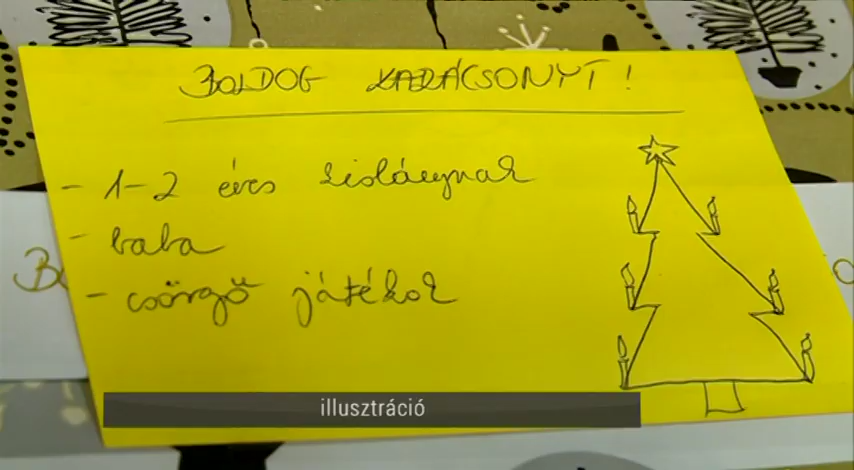 BOLDOG KARÁCSONYT!
- 1-2 éves kislánynak
- baba
- csörgő játékok
illusztráció